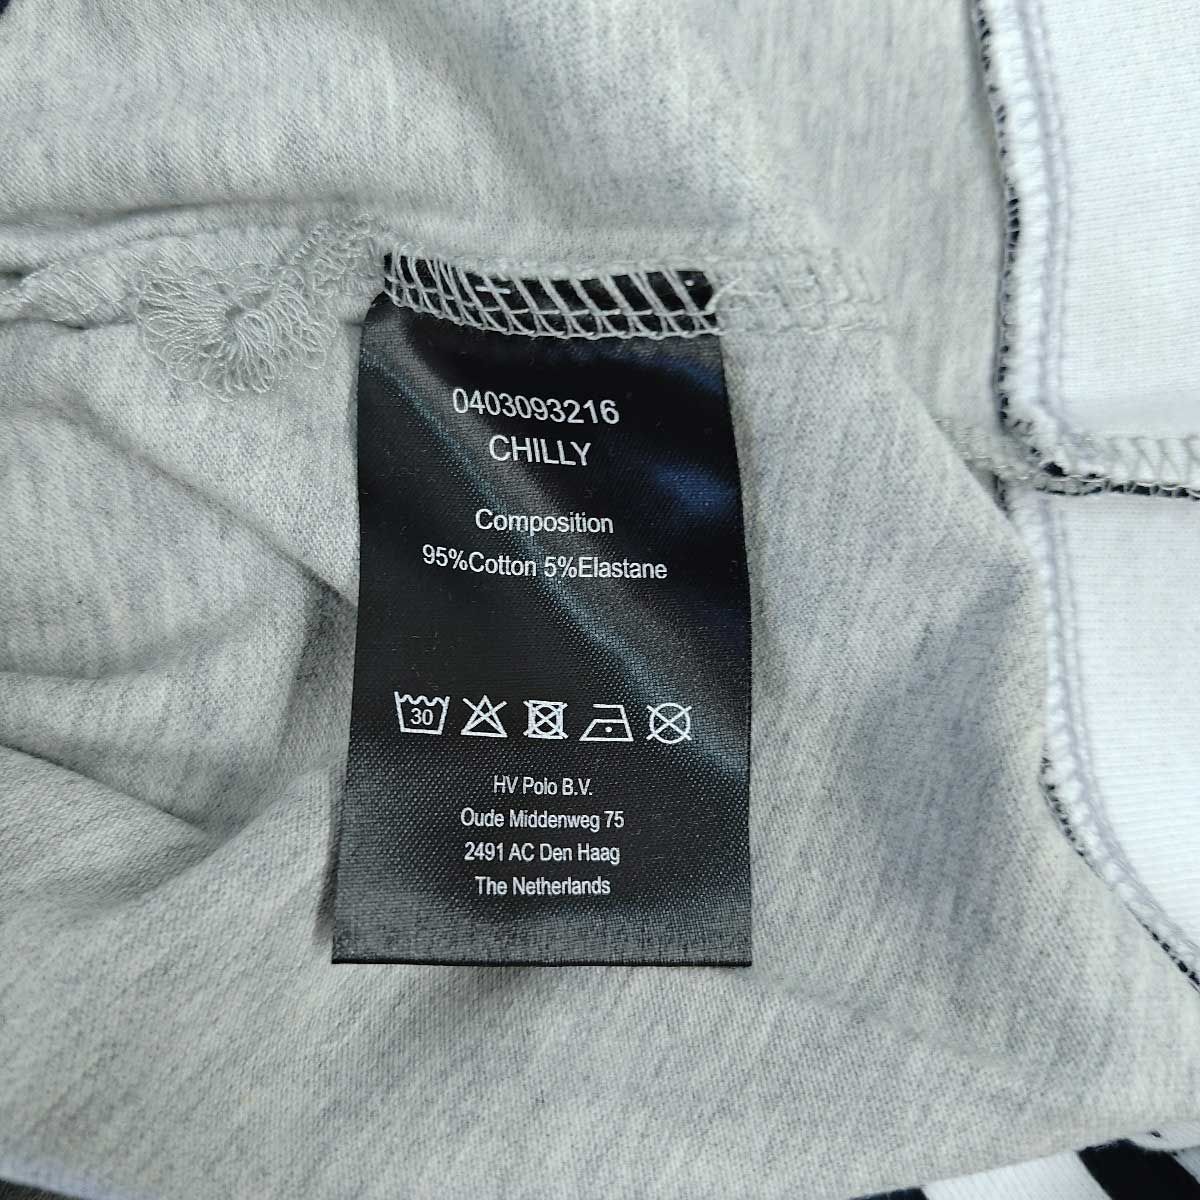 0403093216
CHILLY
Composition
95%Cotton 5%Elastane
30
HV Polo B.V.
Oude Middenweg 75
2491 AC Den Haag
The Netherlands